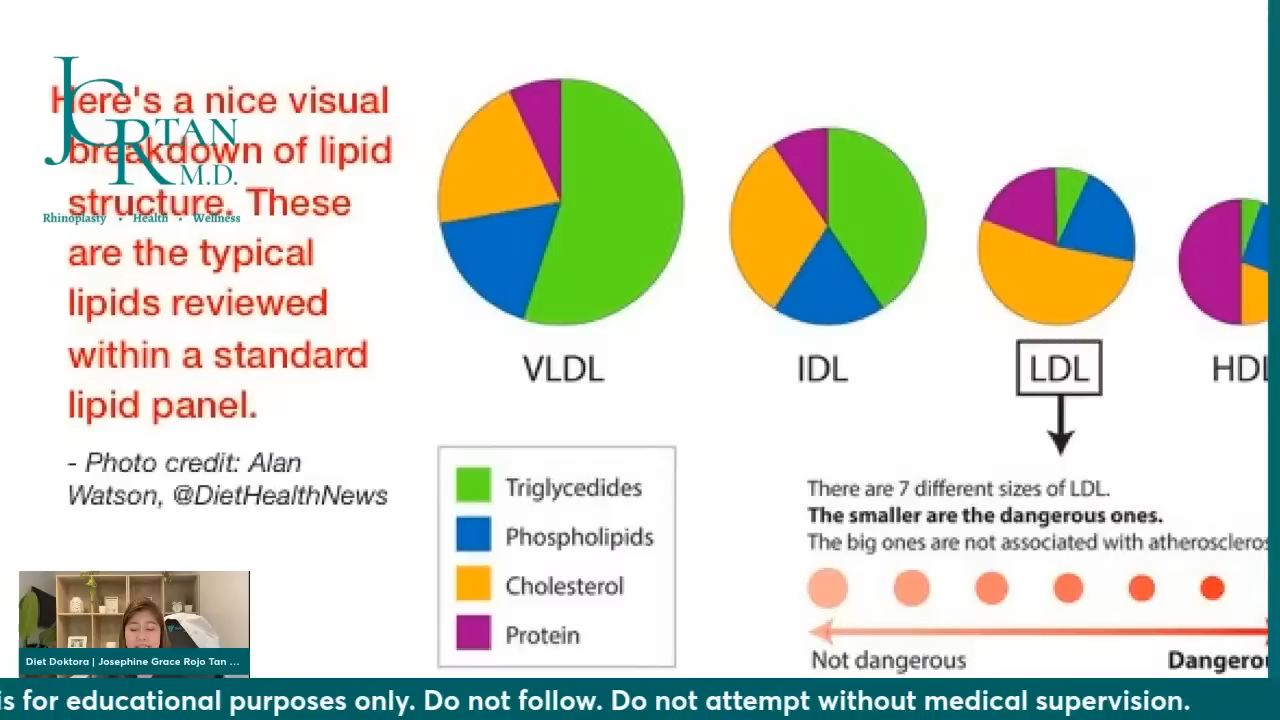 Here's a nice visual
breakdown of lipid
structure. These
are the typical
lipids reviewed
within a standard
lipid panel.
- Photo credit: Alan
Watson, @DietHealthNews
JGRTAN
M.D.
Rhinoplasty • Health • Wellness
VLDL
IDL
LDL
HDL
Triglycedides
Phospholipids
Cholesterol
Protein
There are 7 different sizes of LDL.
The smaller are the dangerous ones.
The big ones are not associated with atheroscleros
Not dangerous
Dangerou
Diet Doktora | Josephine Grace Rojo Tan ...
is for educational purposes only. Do not follow. Do not attempt without medical supervision.